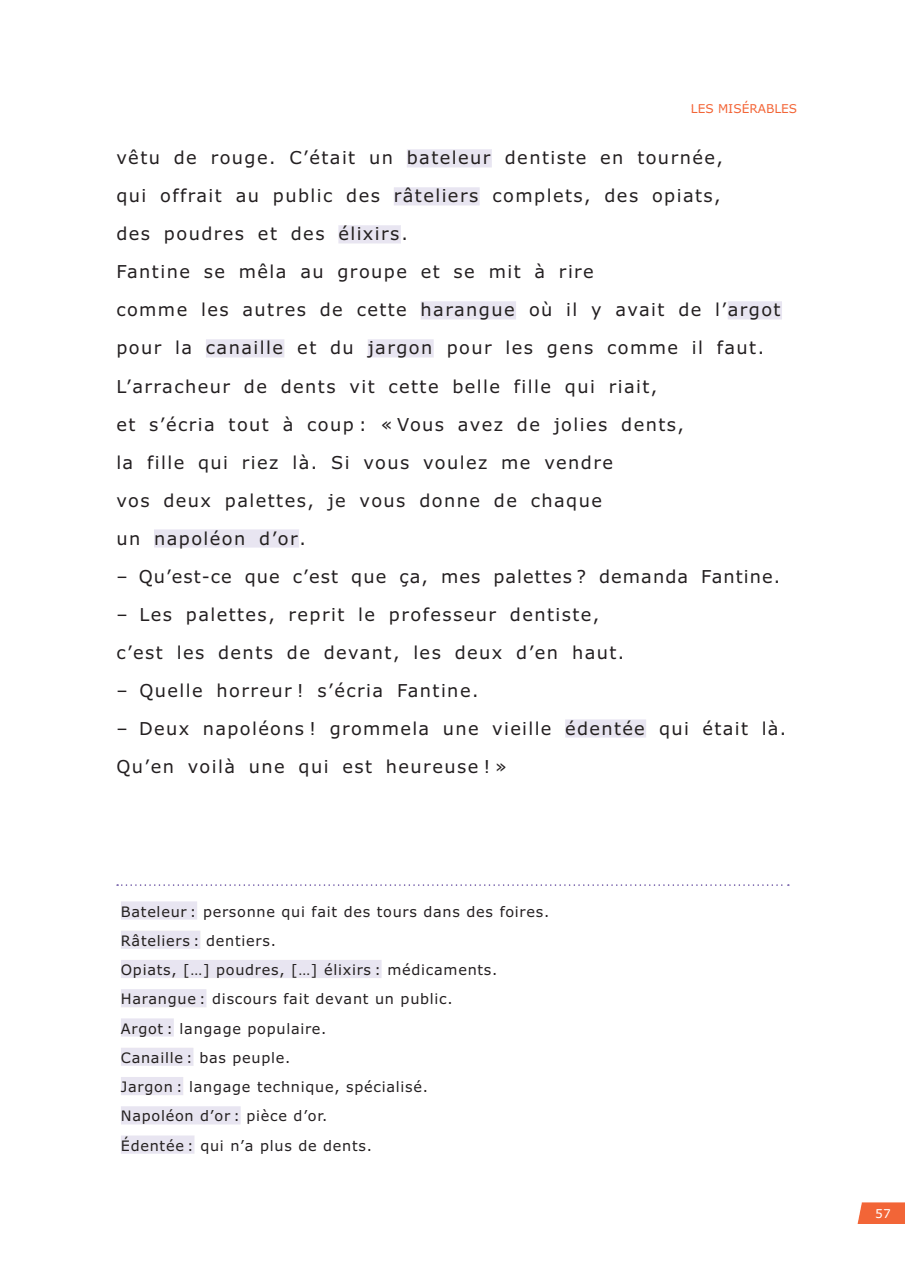 LES MISÉRABLES
vêtu de rouge. C’était un bateleur dentiste en tournée,
qui offrait au public des râteliers complets, des opiats,
des poudres et des élixirs.
Fantine se mêla au groupe et se mit à rire
comme les autres de cette harangue où il y avait de l’argot
pour la canaille et du jargon pour les gens comme il faut.
L’arracheur de dents vit cette belle fille qui riait,
et s’écria tout à coup : « Vous avez de jolies dents,
la fille qui riez là. Si vous voulez me vendre
vos deux palettes, je vous donne de chaque
un napoléon d’or.
– Qu’est-ce que c’est que ça, mes palettes ? demanda Fantine.
– Les palettes, reprit le professeur dentiste,
c’est les dents de devant, les deux d’en haut.
– Quelle horreur ! s’écria Fantine.
– Deux napoléons ! grommela une vieille édentée qui était là.
Qu’en voilà une qui est heureuse ! »
Bateleur : personne qui fait des tours dans des foires.
Râteliers : dentiers.
Opiats, […] poudres, […] élixirs : médicaments.
Harangue : discours fait devant un public.
Argot : langage populaire.
Canaille : bas peuple.
Jargon : langage technique, spécialisé.
Napoléon d’or : pièce d’or.
Édentée : qui n’a plus de dents.
57